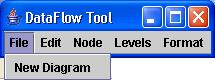 DataFlow Tool
File Edit Node Levels Format
New Diagram